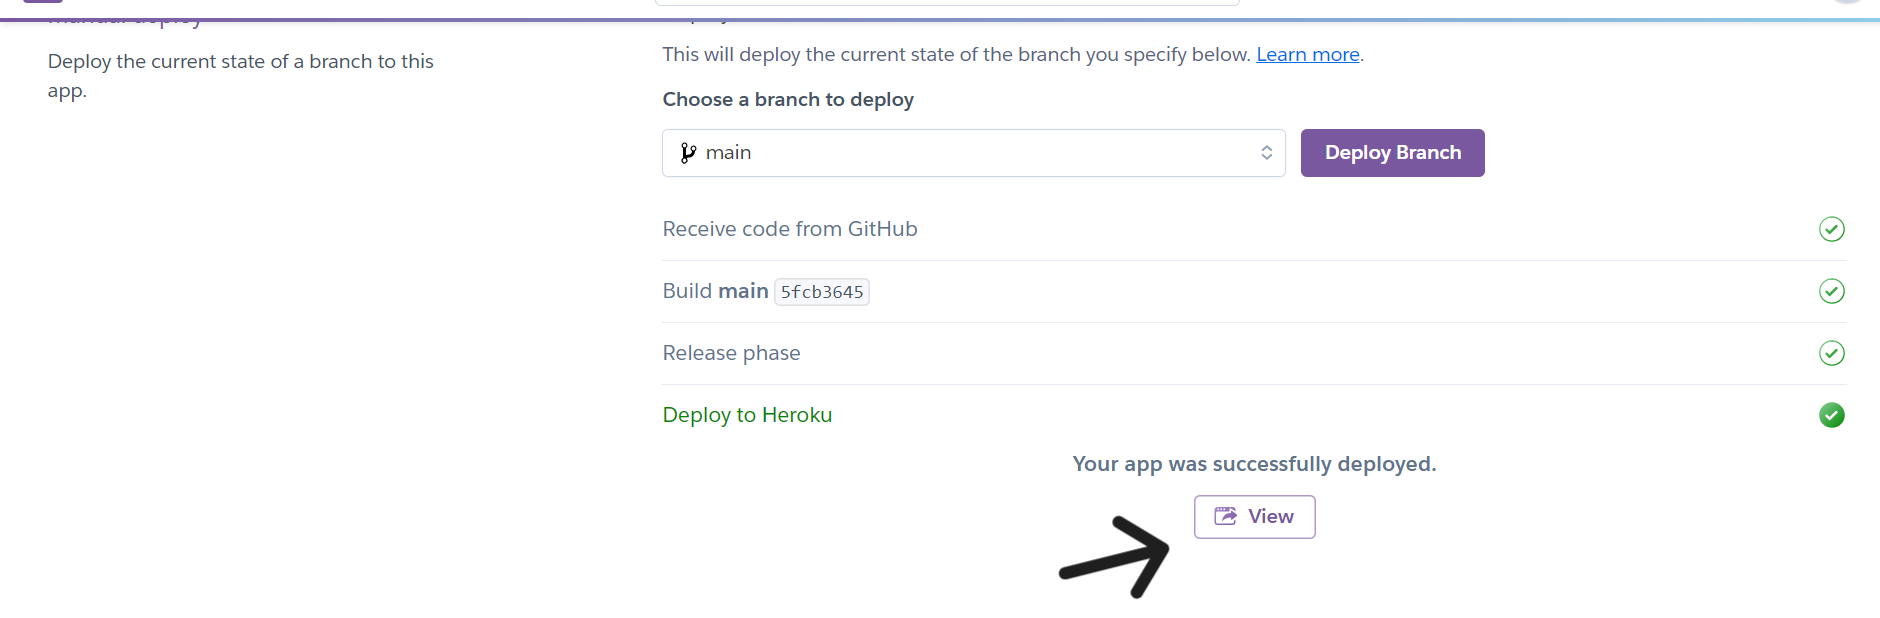 Deploy the current state of a branch to this
app.
This will deploy the current state of the branch you specify below. Learn more.
Choose a branch to deploy
main
Deploy Branch
Receive code from GitHub
Build main 5fcb3645
Release phase
Deploy to Heroku
Your app was successfully deployed.
View